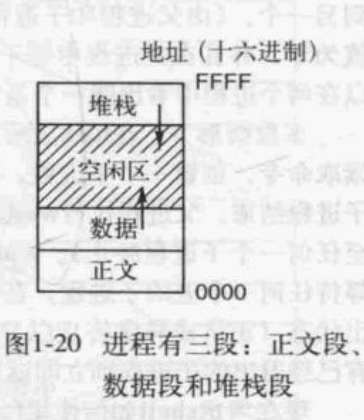 地址（十六进制）
FFFF
堆栈
空闲区
数据
正文
0000
图1-20 进程有三段：正文段、
数据段和堆栈段